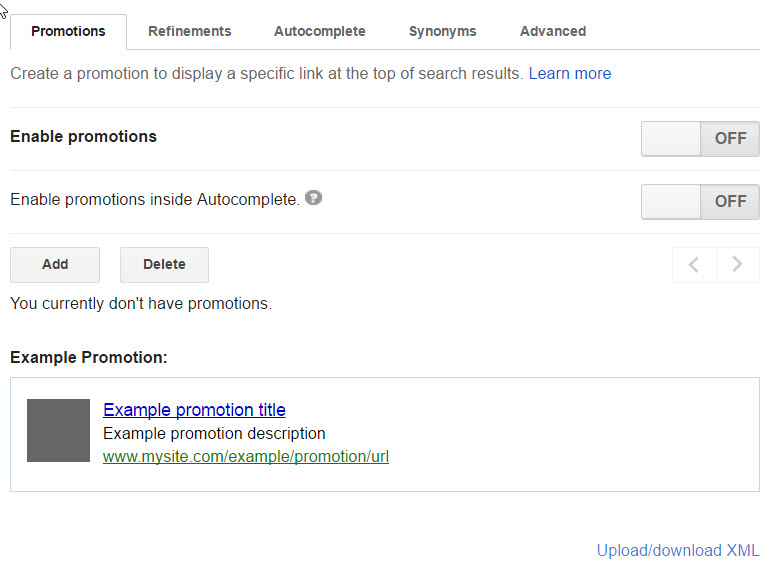 Promotions Refinements Autocomplete Synonyms Advanced
Create a promotion to display a specific link at the top of search results. Learn more
Enable promotions OFF
Enable promotions inside Autocomplete. ? OFF
Add Delete
You currently don't have promotions.
Example Promotion:
Example promotion title
Example promotion description
www.mysite.com/example/promotion/url
Upload/download XML